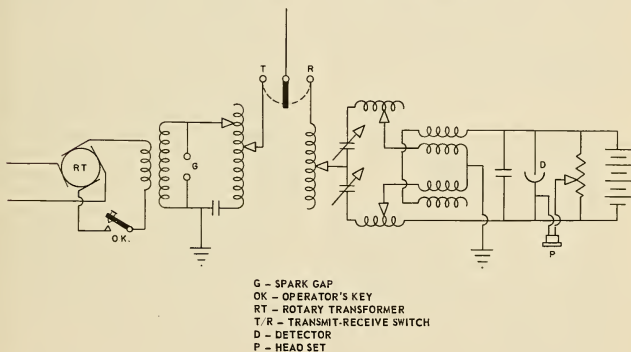 T R
RT
G
OK.
D
P
G – SPARK GAP
OK – OPERATOR'S KEY
RT – ROTARY TRANSFORMER
T/R – TRANSMIT-RECEIVE SWITCH
D – DETECTOR
P – HEAD SET